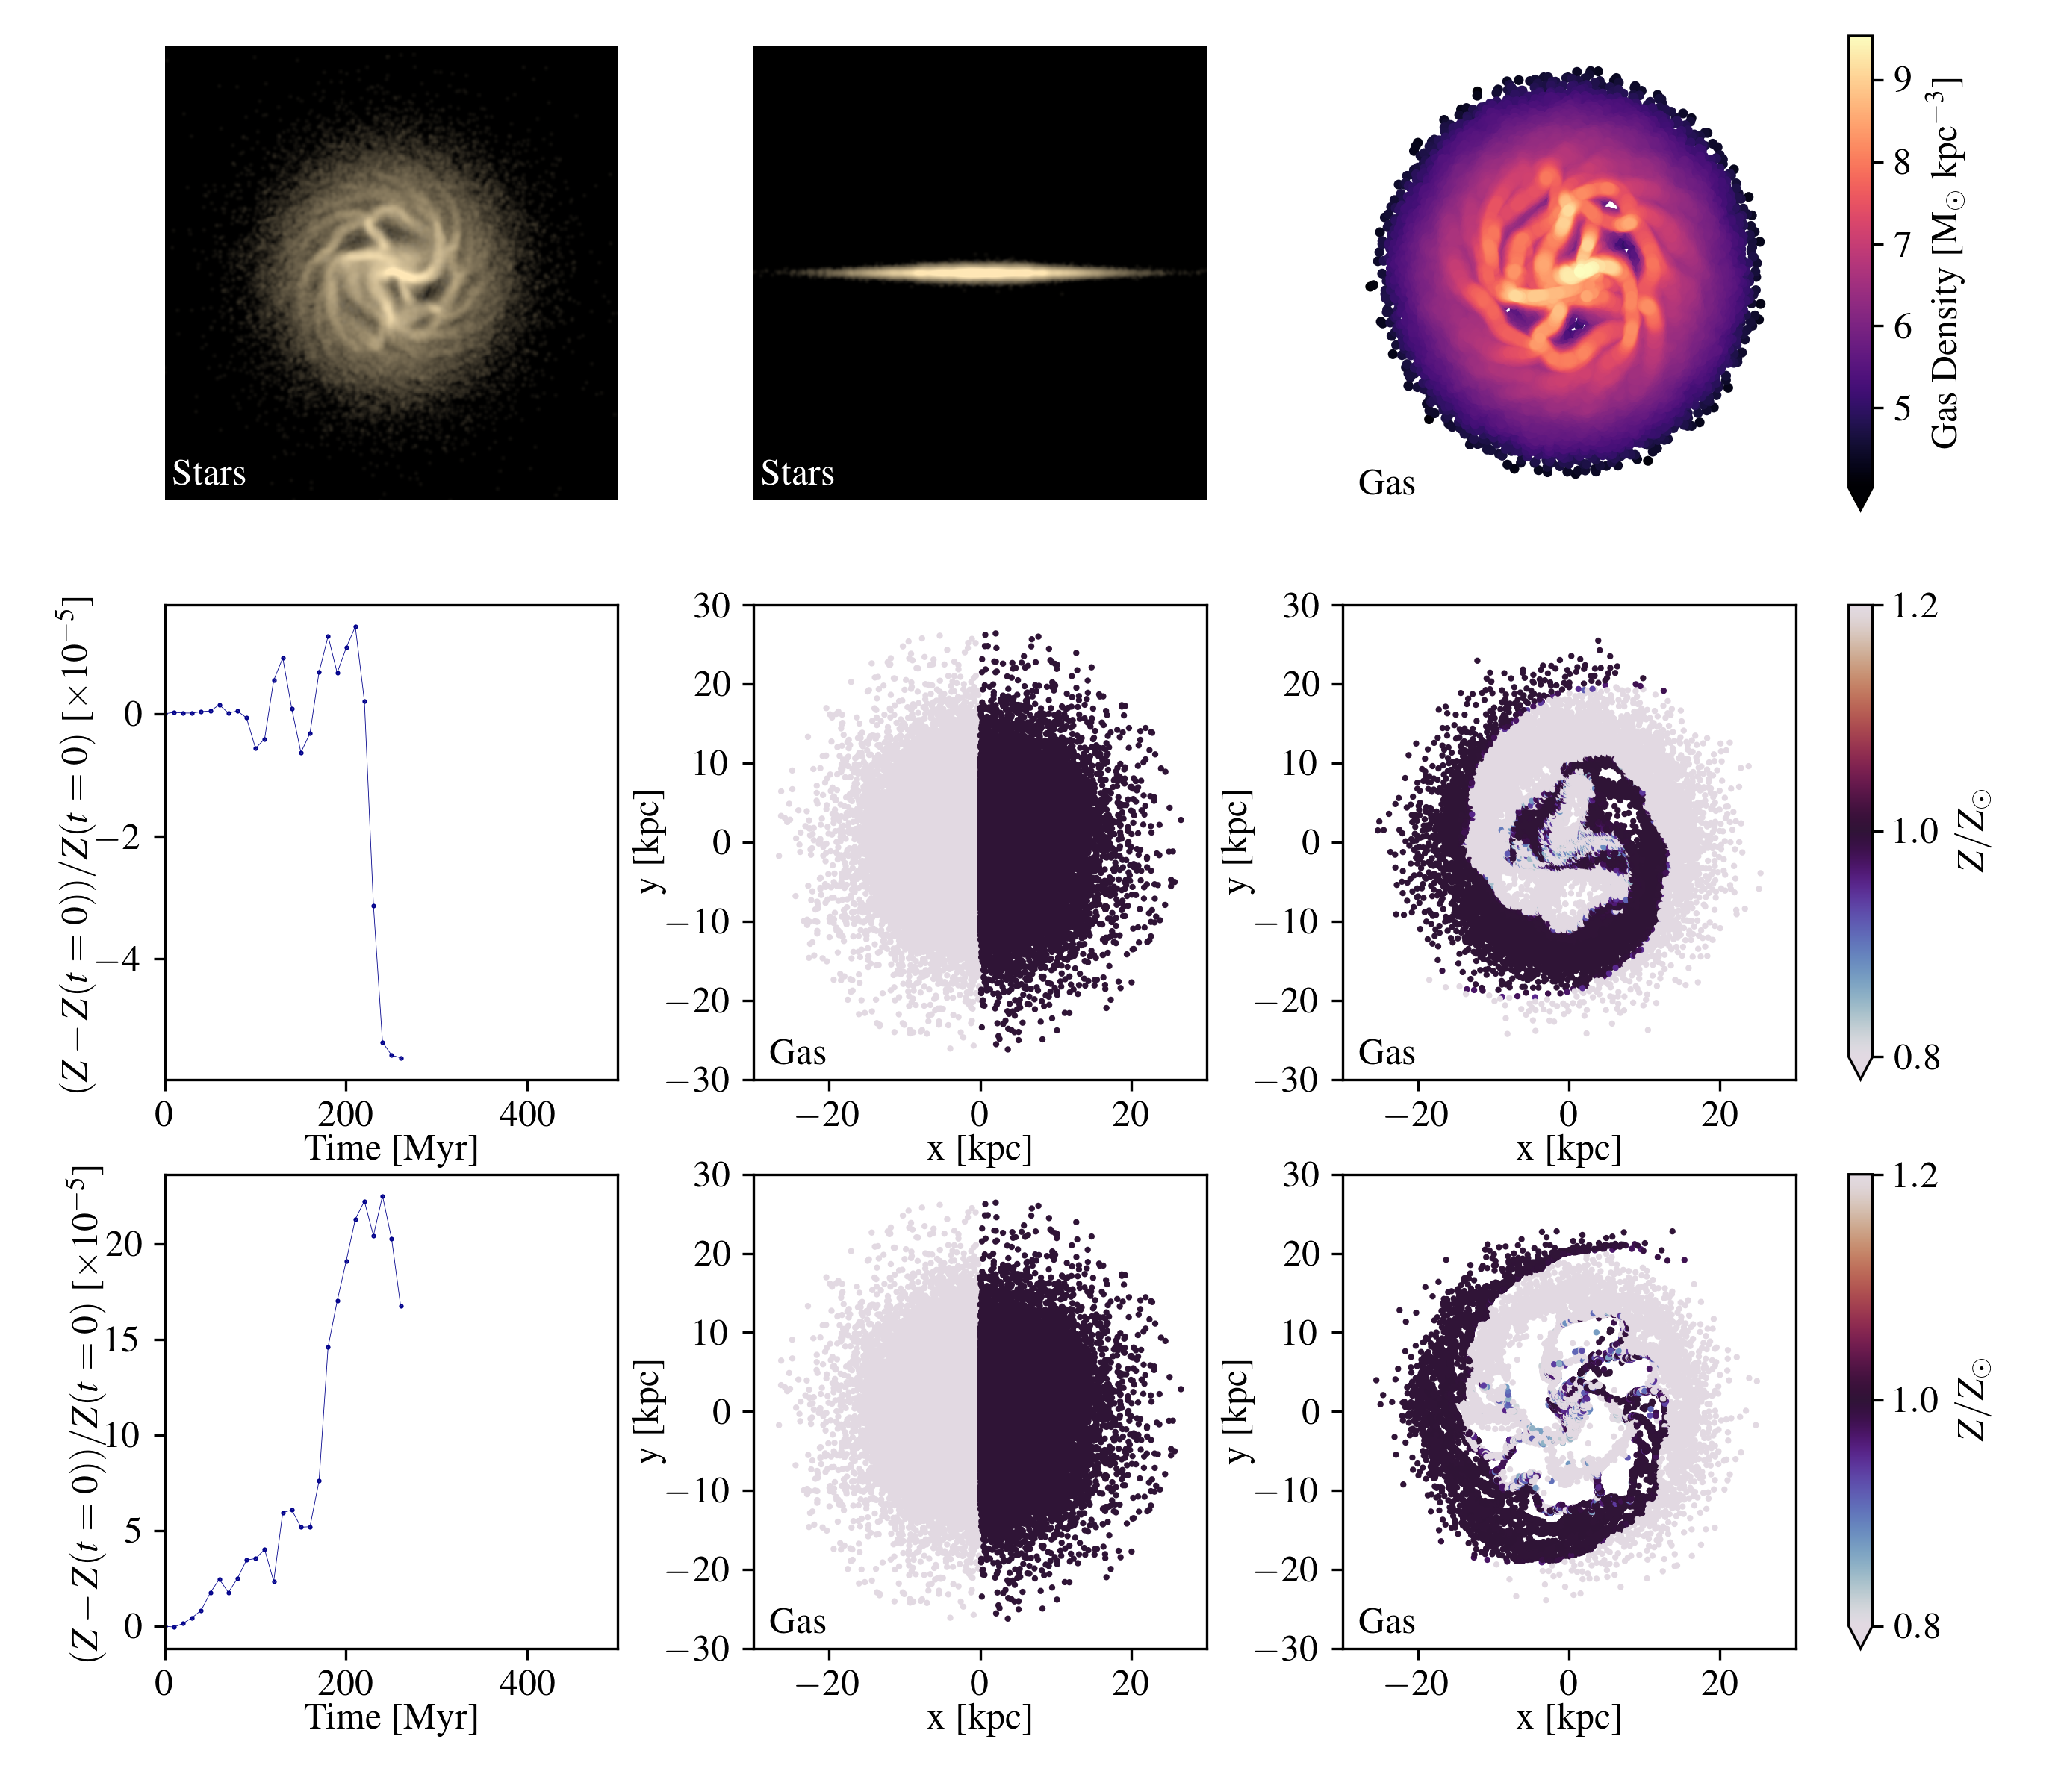 Stars
Stars
Gas
9
8
7
6
5
Gas Density [M⊙ kpc−3]
0
−2
−4
(Z − Z(t = 0))/Z(t = 0) [×10−5]
0 200 400
Time [Myr]
30
20
10
0
−10
−20
−30
y [kpc]
Gas
−20 0 20
x [kpc]
30
20
10
0
−10
−20
−30
y [kpc]
Gas
−20 0 20
x [kpc]
1.2
1.0
0.8
Z/Z⊙
20
15
10
5
0
(Z − Z(t = 0))/Z(t = 0) [×10−5]
0 200 400
Time [Myr]
30
20
10
0
−10
−20
−30
y [kpc]
Gas
−20 0 20
x [kpc]
30
20
10
0
−10
−20
−30
y [kpc]
Gas
−20 0 20
x [kpc]
1.2
1.0
0.8
Z/Z⊙